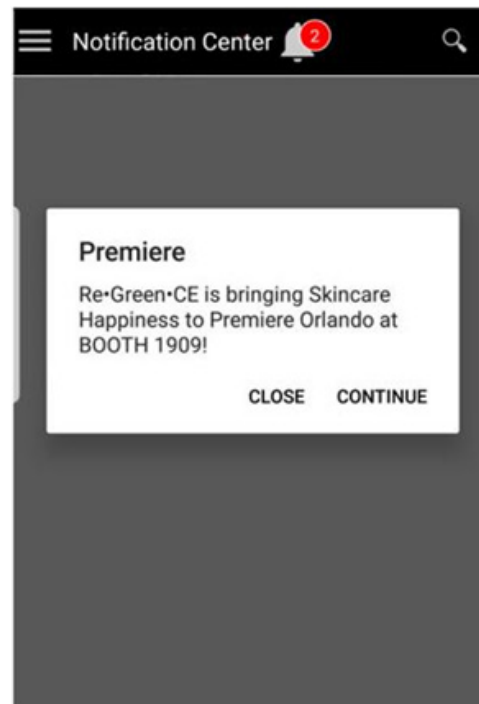 Notification Center 2
Premiere
Re•Green•CE is bringing Skincare
Happiness to Premiere Orlando at
BOOTH 1909!
CLOSE CONTINUE